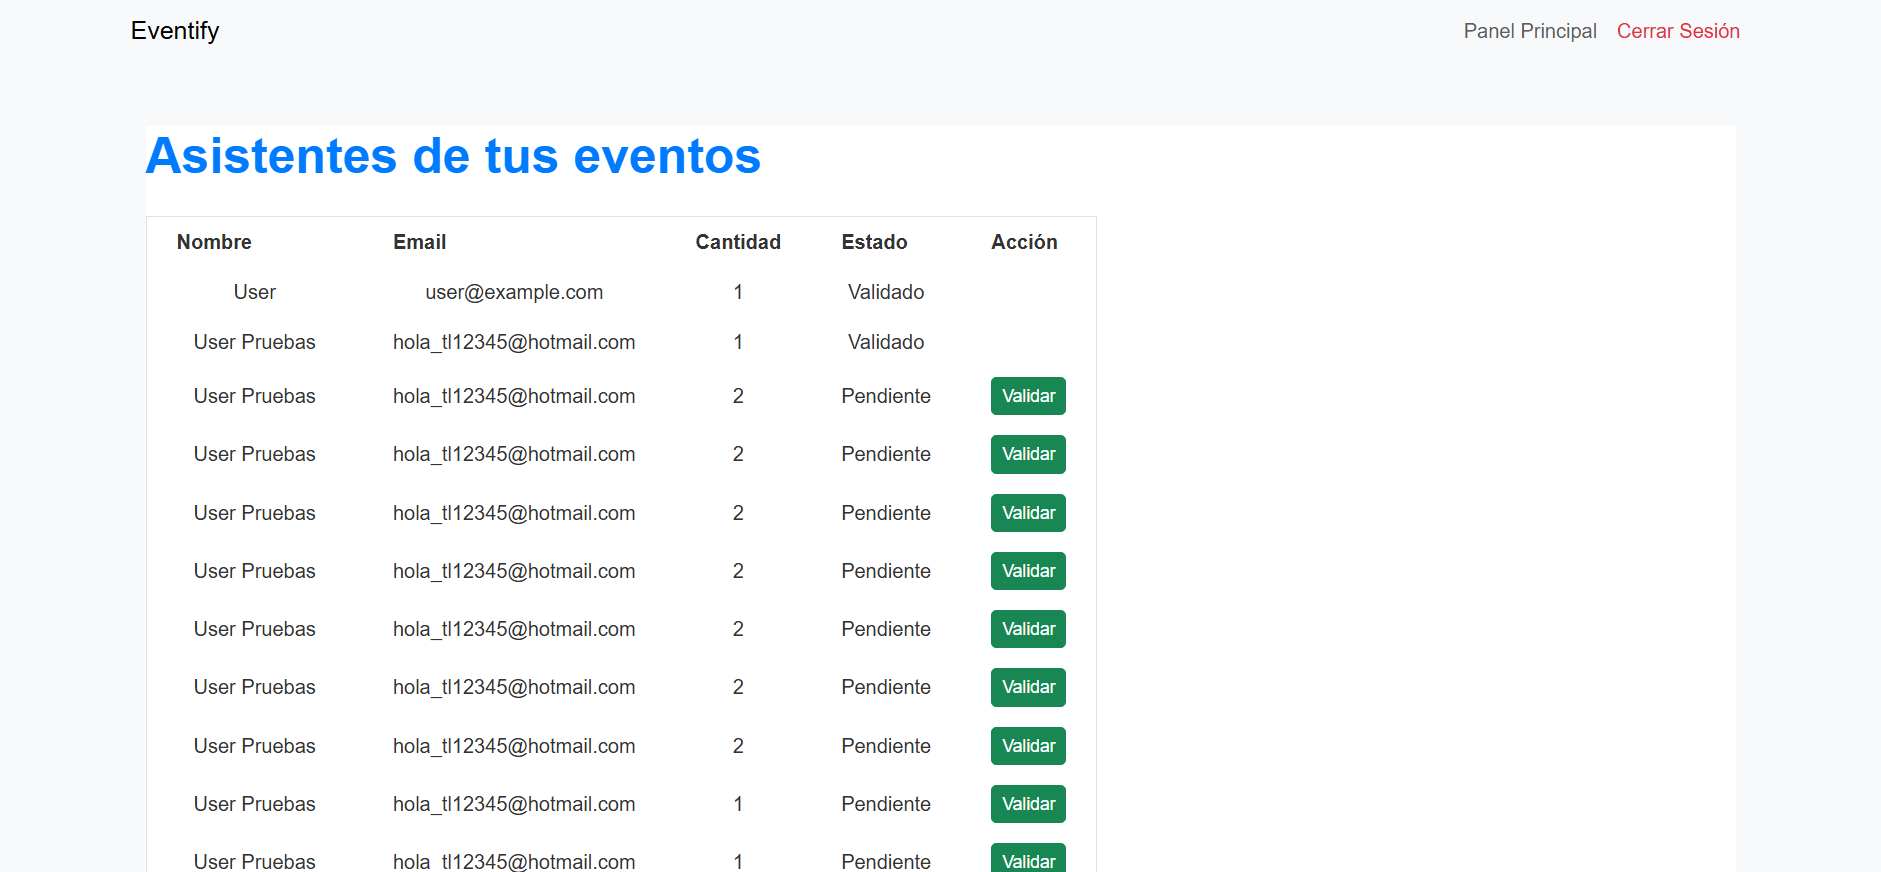 Eventify Panel Principal Cerrar Sesión
Asistentes de tus eventos
Nombre Email Cantidad Estado Acción
User user@example.com 1 Validado
User Pruebas hola_tl12345@hotmail.com 1 Validado
User Pruebas hola_tl12345@hotmail.com 2 Pendiente Validar
User Pruebas hola_tl12345@hotmail.com 2 Pendiente Validar
User Pruebas hola_tl12345@hotmail.com 2 Pendiente Validar
User Pruebas hola_tl12345@hotmail.com 2 Pendiente Validar
User Pruebas hola_tl12345@hotmail.com 2 Pendiente Validar
User Pruebas hola_tl12345@hotmail.com 2 Pendiente Validar
User Pruebas hola_tl12345@hotmail.com 2 Pendiente Validar
User Pruebas hola_tl12345@hotmail.com 1 Pendiente Validar
User Pruebas hola_tl12345@hotmail.com 1 Pendiente Validar